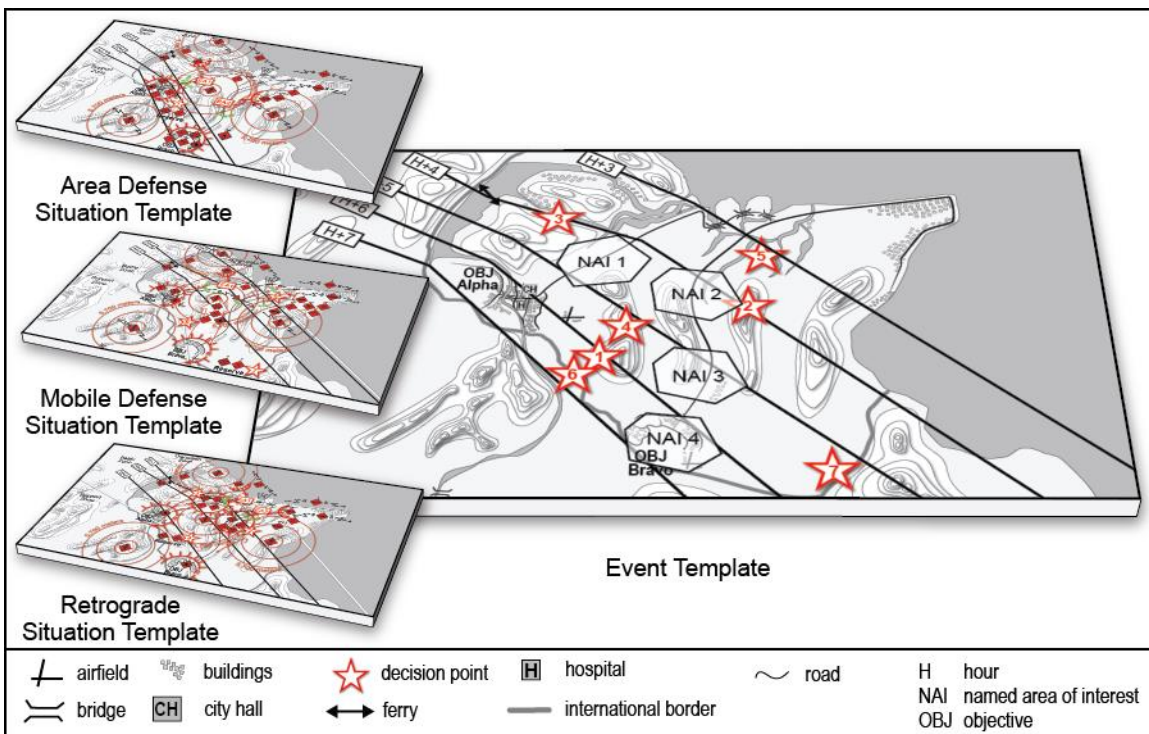 Area Defense
Situation Template
Mobile Defense
Situation Template
Retrograde
Situation Template
H+4
H+3
5
H+6
H+7
3
NAI 1
5
OBJ
Alpha
CH
H
NAI 2
2
4
1
6
NAI 3
NAI 4
OBJ
Bravo
7
Event Template
airfield
buildings
decision point
H hospital
road
H hour
bridge
CH city hall
ferry
international border
NAI named area of interest
OBJ objective